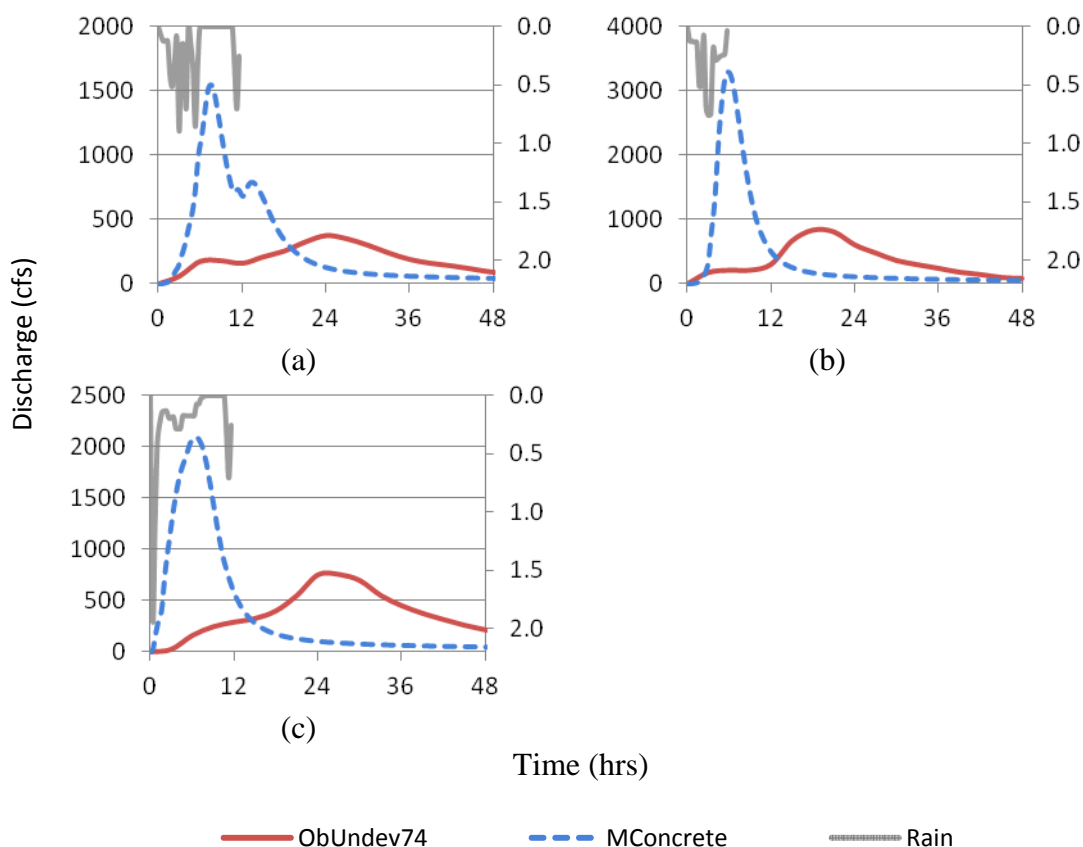 2000 0.0 4000 0.0
1500 0.5 3000 0.5
1000 1.0 2000 1.0
1.5 1.5
500 1000
2.0 2.0
0 0
0 12 24 36 48 0 12 24 36 48
(a) (b)
Discharge (cfs)
2500 0.0
2000 0.5
1500 1.0
1000
1.5
500
2.0
0
0 12 24 36 48
(c)
Time (hrs)
ObUndev74 MConcrete Rain